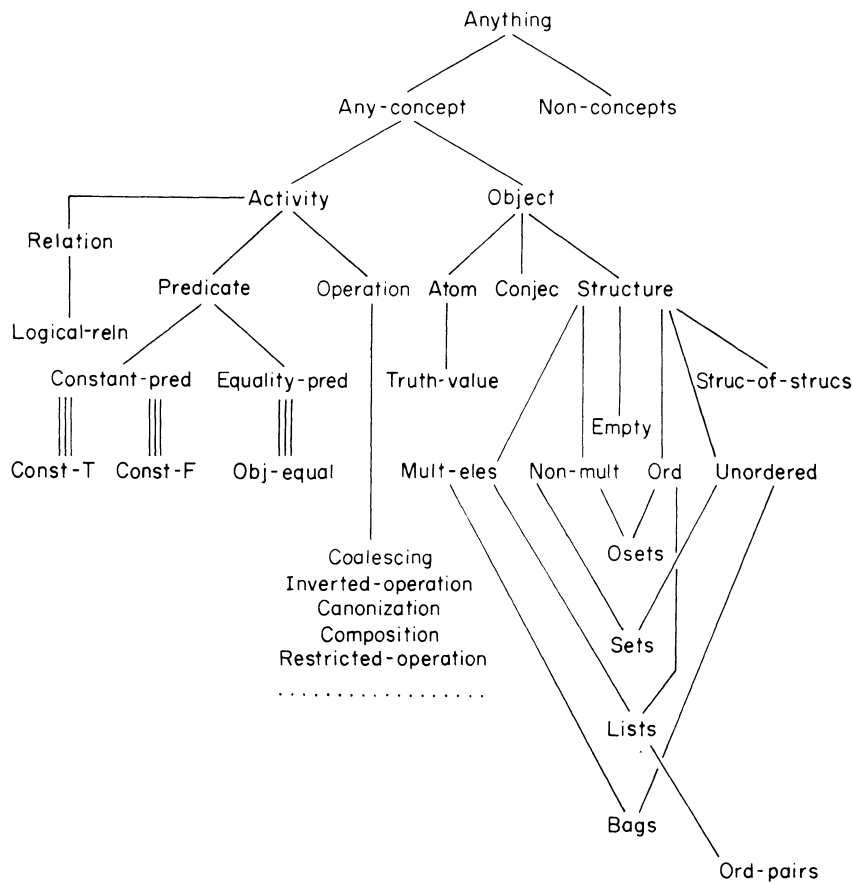 Anything
Any-concept Non-concepts
Activity Object
Relation
Predicate Operation Atom Conjec Structure
Logical-reln
Constant-pred Equality-pred Truth-value Struc-of-strucs
Empty
Const-T Const-F Obj-equal Mult-eles Non-mult Ord Unordered
Osets
Coalescing
Inverted-operation
Canonization
Composition
Restricted-operation
Sets
..................
Lists
Bags
Ord-pairs